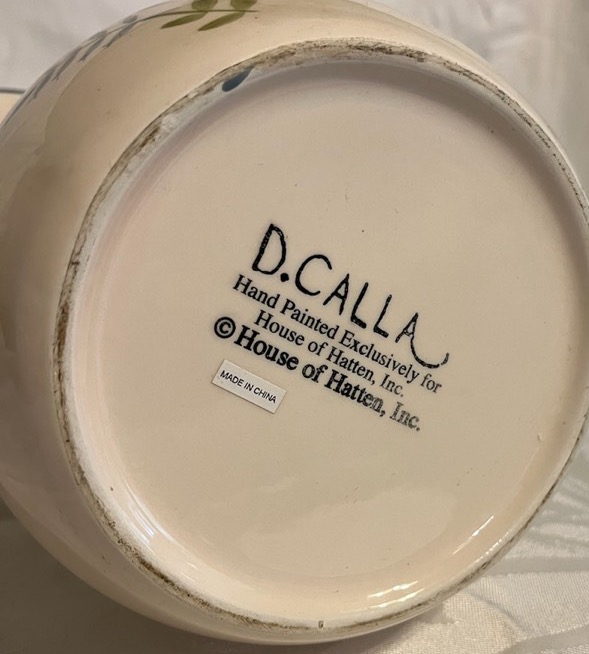 D.CALLA
Hand Painted Exclusively for
House of Hatten, Inc.
©House of Hatten, Inc.
MADE IN CHINA